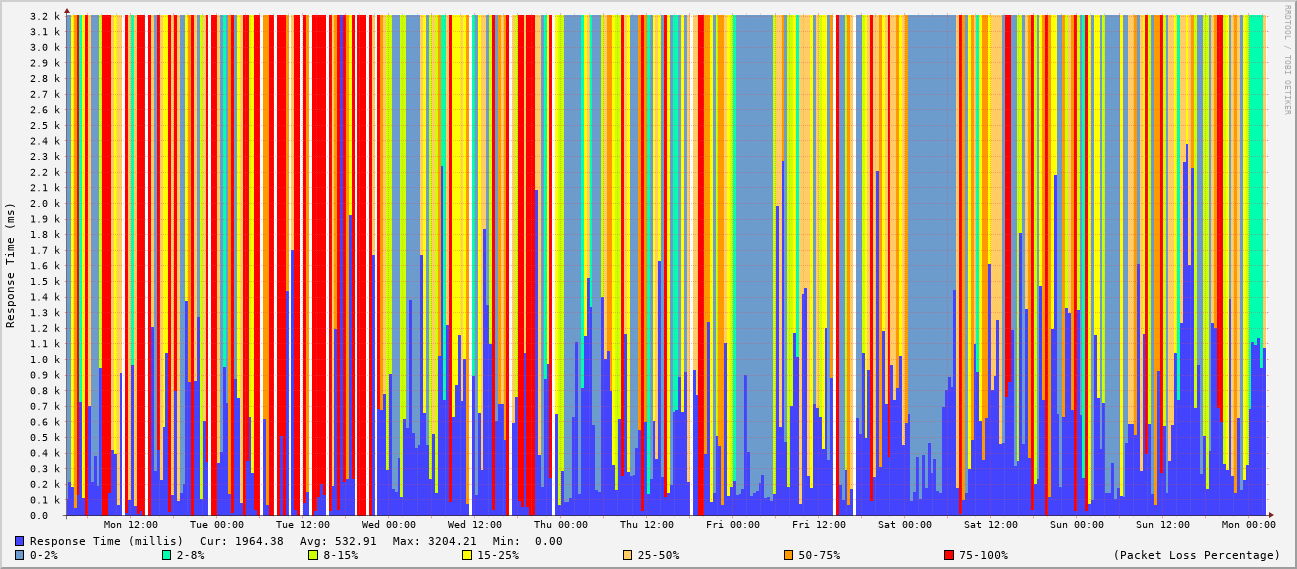 RRDTOOL / TOBI OETIKER
Response Time (ms)
3.2 k
3.1 k
3.0 k
2.9 k
2.8 k
2.7 k
2.6 k
2.5 k
2.4 k
2.3 k
2.2 k
2.1 k
2.0 k
1.9 k
1.8 k
1.7 k
1.6 k
1.5 k
1.4 k
1.3 k
1.2 k
1.1 k
1.0 k
0.9 k
0.8 k
0.7 k
0.6 k
0.5 k
0.4 k
0.3 k
0.2 k
0.1 k
0.0
Mon 12:00 Tue 00:00 Tue 12:00 Wed 00:00 Wed 12:00 Thu 00:00 Thu 12:00 Fri 00:00 Fri 12:00 Sat 00:00 Sat 12:00 Sun 00:00 Sun 12:00 Mon 00:00
Response Time (millis) Cur: 1964.38 Avg: 532.91 Max: 3204.21 Min: 0.00
0-2% 2-8% 8-15% 15-25% 25-50% 50-75% 75-100% (Packet Loss Percentage)